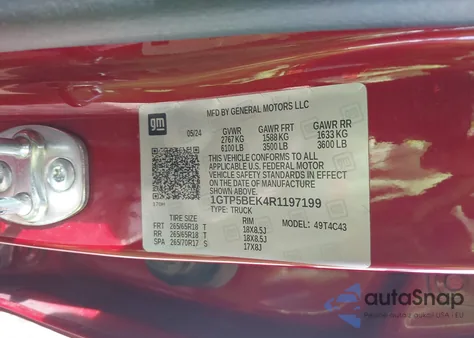 gm
MFD BY GENERAL MOTORS LLC
05/24 GVWR GAWR FRT GAWR RR
2767 KG 1588 KG 1633 KG
6100 LB 3500 LB 3600 LB
THIS VEHICLE CONFORMS TO ALL
APPLICABLE U.S. FEDERAL MOTOR
VEHICLE SAFETY STANDARDS
IN EFFECT ON THE DATE OF MANUFACTURE
SHOWN ABOVE.
1GTP5BEK4R1197199
TYPE: TRUCK
TIRE SIZE RIM MODEL: 49T4C43
FRT 265/65R18 T 18X8.5J
RR 265/65R18 T 18X8.5J
SPA 265/70R17 S 17X8J
autoSnap